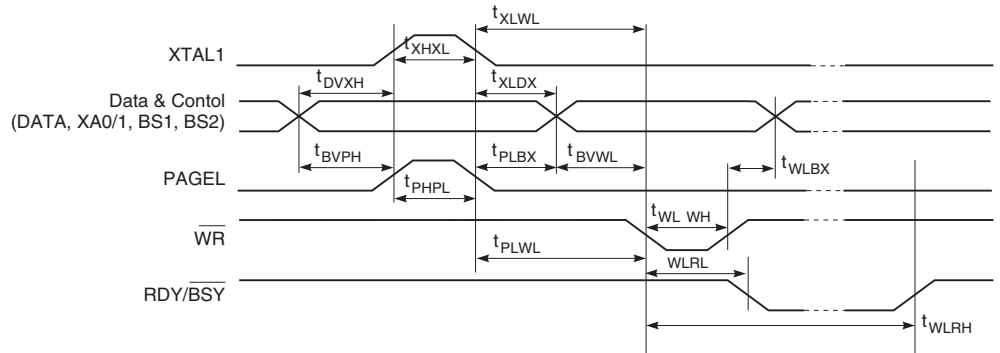 tXLWL
XTAL1
tXHXL
tDVXH
tXLDX
Data & Contol
(DATA, XA0/1, BS1, BS2)
tBVPH
tPLBX
tBVWL
tWLBX
PAGEL
tPHPL
tWL WH
WR
tPLWL
WLRL
RDY/BSY
tWLRH